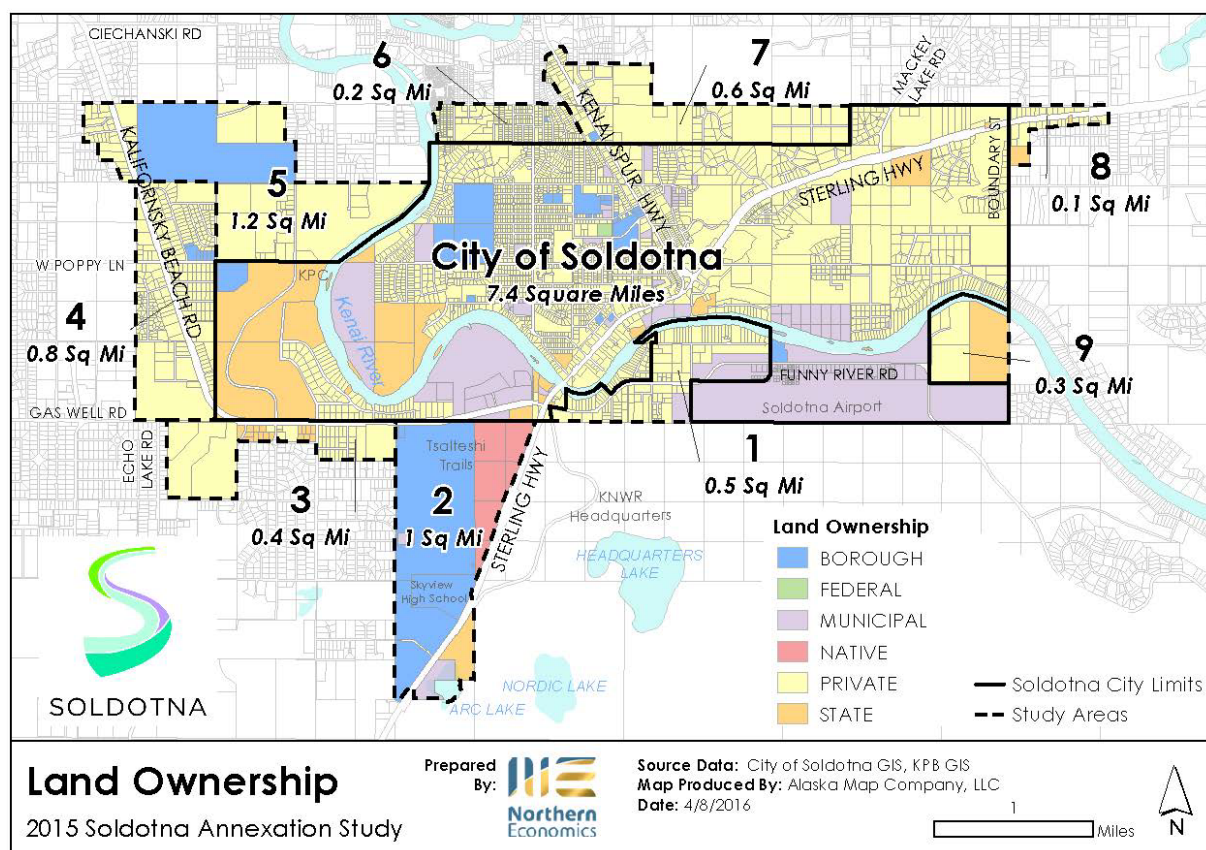 CIECHANSKI RD
6
0.2 Sq Mi
7
0.6 Sq Mi
MACKEY
LAKE RD
KENAI SPUR HWY
BOUNDARY ST
STERLING HWY
8
0.1 Sq Mi
KALIFORNSKY BEACH RD
5
1.2 Sq Mi
W POPPY LN
KPC
City of Soldotna
7.4 Square Miles
Kenai River
4
0.8 Sq Mi
9
0.3 Sq Mi
FUNNY RIVER RD
Soldotna Airport
GAS WELL RD
ECHO
LAKE RD
3
0.4 Sq Mi
Tsalteshi
Trails
2
1 Sq Mi
STERLING HWY
1
0.5 Sq Mi
KNWR
Headquarters
HEADQUARTERS
LAKE
Skyview
High School
NORDIC LAKE
ARC LAKE
SOLDOTNA
Land Ownership
BOROUGH
FEDERAL
MUNICIPAL
NATIVE
PRIVATE
STATE
Soldotna City Limits
Study Areas
Land Ownership
2015 Soldotna Annexation Study
Prepared
By:
Northern
Economics
Source Data: City of Soldotna GIS, KPB GIS
Map Produced By: Alaska Map Company, LLC
Date: 4/8/2016
1
Miles
N